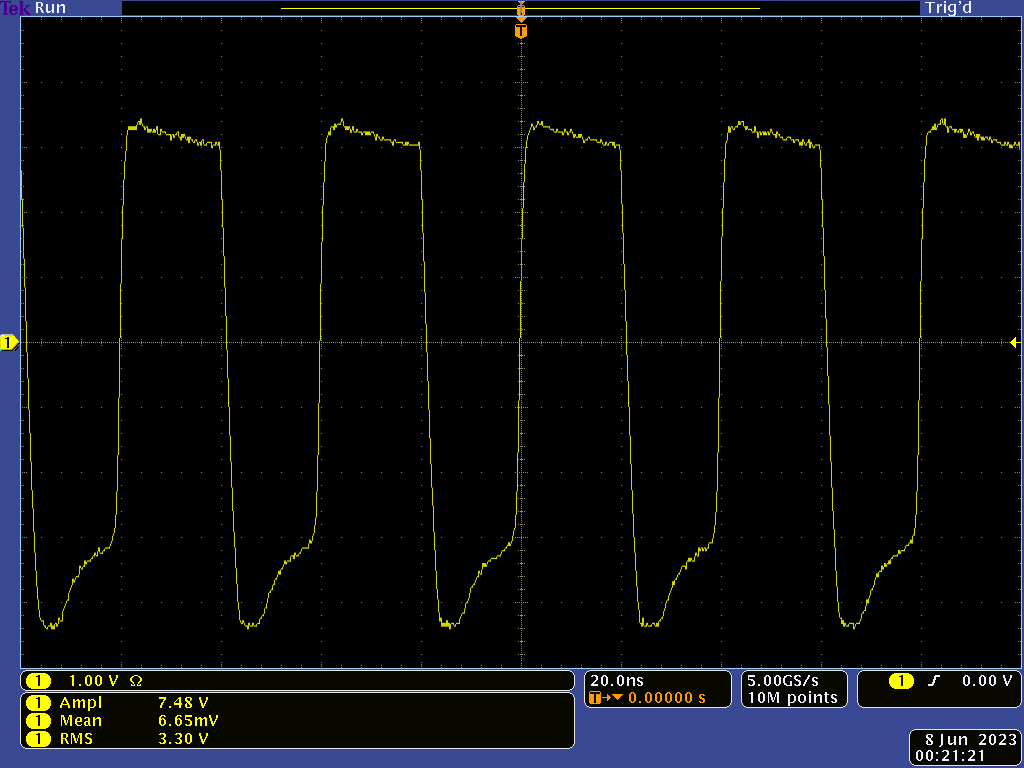 Tek Run Trig'd
T
T
1
1 1.00 V Ω
1 Ampl 7.48 V
1 Mean 6.65mV
1 RMS 3.30 V
20.0ns
T→▼ 0.00000 s
5.00GS/s
10M points
1 0.00 V
8 Jun 2023
00:21:21